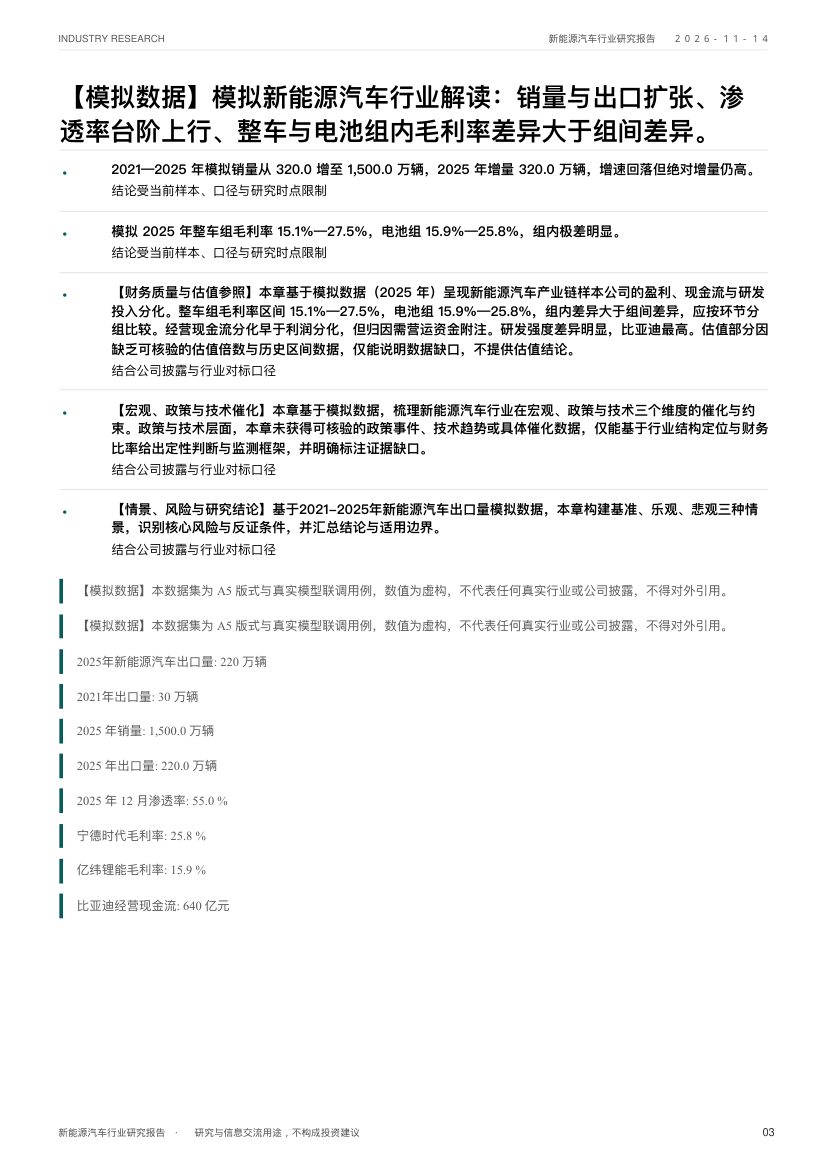 INDUSTRY RESEARCH
新能源汽车行业研究报告 2026-11-14
【模拟数据】模拟新能源汽车行业解读：销量与出口扩张、渗
透率台阶上行、整车与电池组内毛利率差异大于组间差异。
• 2021—2025 年模拟销量从 320.0 增至 1,500.0 万辆，2025 年增量 320.0 万辆，增速回落但绝对增量仍高。
结论受当前样本、口径与研究时点限制
• 模拟 2025 年整车组毛利率 15.1%—27.5%，电池组 15.9%—25.8%，组内极差明显。
结论受当前样本、口径与研究时点限制
• 【财务质量与估值参照】本章基于模拟数据（2025 年）呈现新能源汽车产业链样本公司的盈利、现金流与研发
投入分化。整车组毛利率区间 15.1%—27.5%，电池组 15.9%—25.8%，组内差异大于组间差异，应按环节分
组比较。经营现金流分化早于利润分化，但归因需营运资金附注。研发强度差异明显，比亚迪最高。估值部分因
缺乏可核验的估值倍数与历史区间数据，仅能说明数据缺口，不提供估值结论。
结合公司披露与行业对标口径
• 【宏观、政策与技术催化】本章基于模拟数据，梳理新能源汽车行业在宏观、政策与技术三个维度的催化与约
束。政策与技术层面，本章未获得可核验的政策事件、技术趋势或具体催化数据，仅能基于行业结构定位与财务
比率给出定性判断与监测框架，并明确标注证据缺口。
结合公司披露与行业对标口径
• 【情景、风险与研究结论】基于2021–2025年新能源汽车出口量模拟数据，本章构建基准、乐观、悲观三种情
景，识别核心风险与反证条件，并汇总结论与适用边界。
结合公司披露与行业对标口径
【模拟数据】本数据集为 A5 版式与真实模型联调用例，数值为虚构，不代表任何真实行业或公司披露，不得对外引用。
【模拟数据】本数据集为 A5 版式与真实模型联调用例，数值为虚构，不代表任何真实行业或公司披露，不得对外引用。
2025年新能源汽车出口量: 220 万辆
2021年出口量: 30 万辆
2025 年销量: 1,500.0 万辆
2025 年出口量: 220.0 万辆
2025 年 12 月渗透率: 55.0 %
宁德时代毛利率: 25.8 %
亿纬锂能毛利率: 15.9 %
比亚迪经营现金流: 640 亿元
新能源汽车行业研究报告 · 研究与信息交流用途，不构成投资建议
03